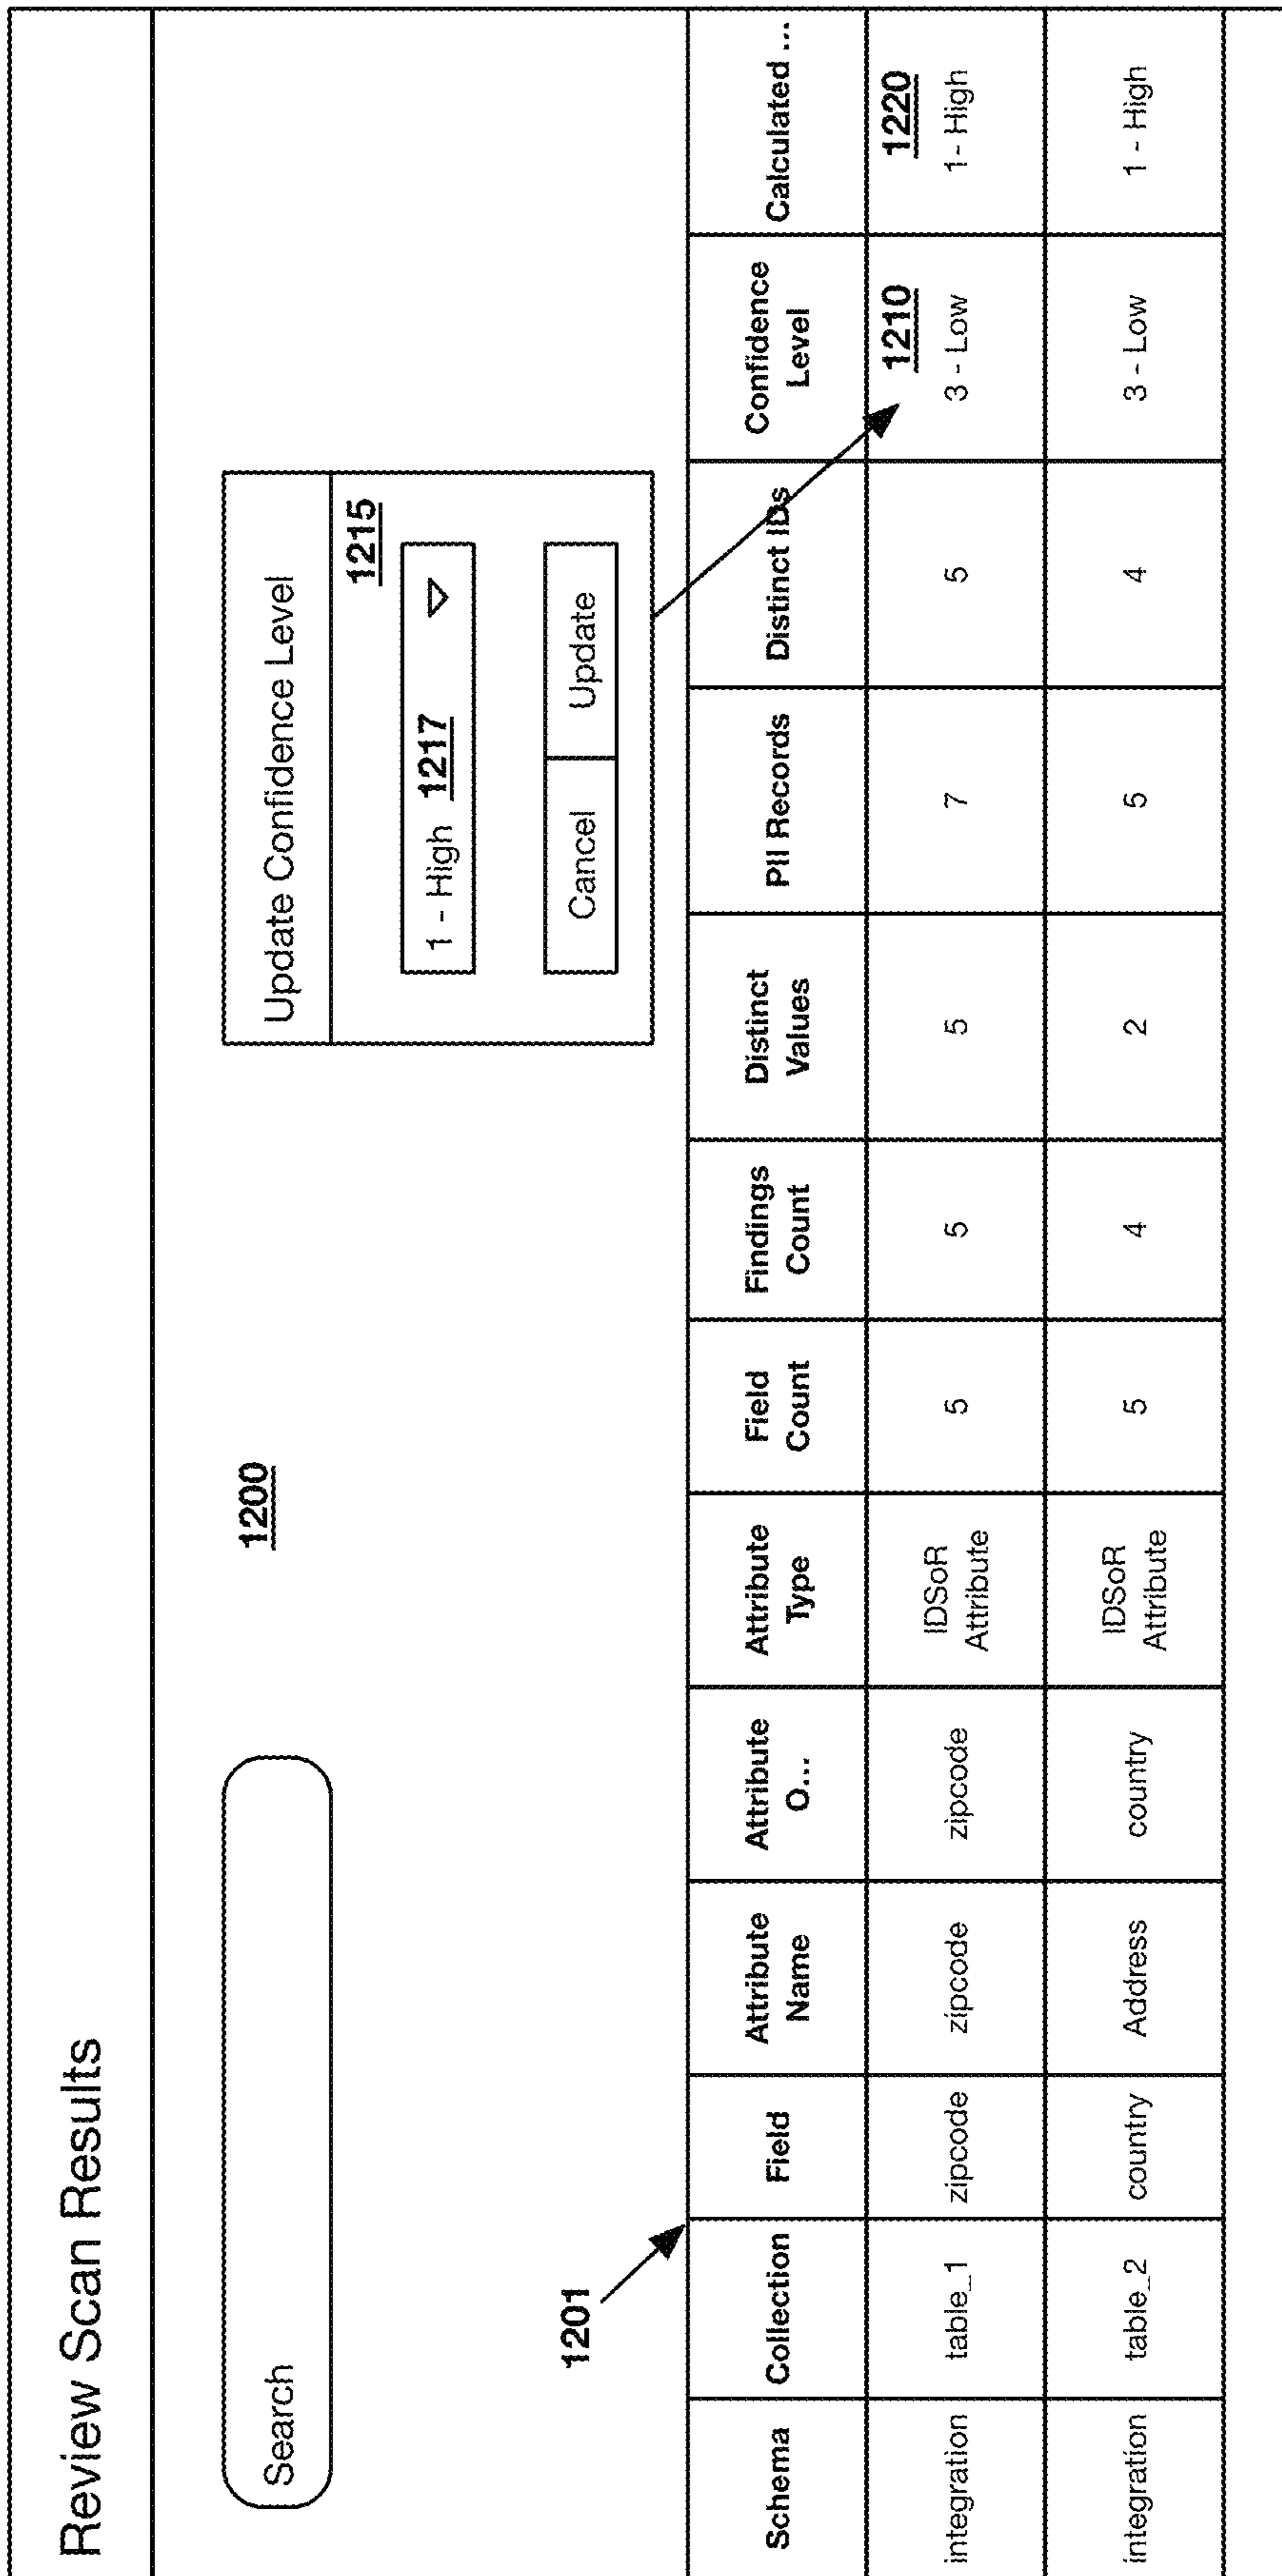 Review Scan Results
Search
1200
Update Confidence Level
1215
1 - High 1217
Cancel Update
1201
Schema Collection Field Attribute Name Attribute O... Attribute Type Field Count Findings Count Distinct Values PII Records Distinct IDs Confidence Level Calculated ...
1210 1220
integration table_1 zipcode zipcode zipcode IDSoR Attribute 5 5 5 7 5 3 - Low 1- High
integration table_2 country Address country IDSoR Attribute 5 4 2 5 4 3 - Low 1 - High